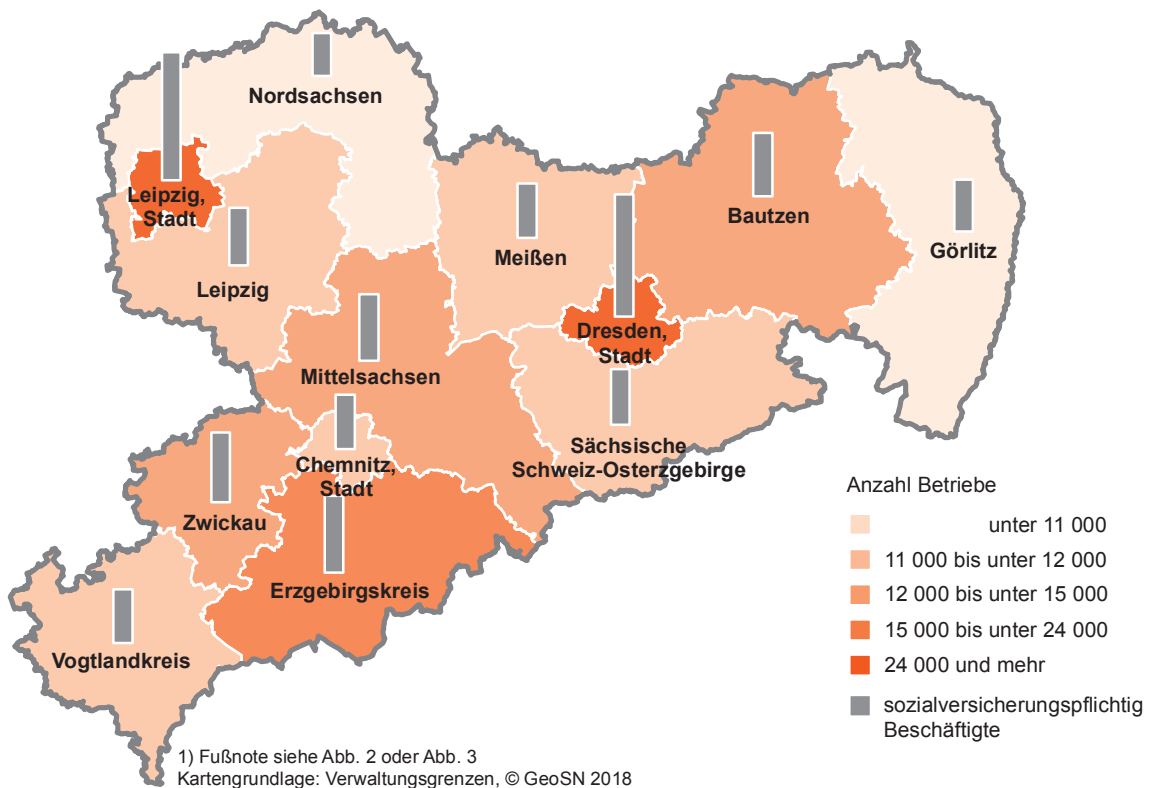 Nordsachsen
Leipzig,
Stadt
Leipzig
Meißen
Bautzen
Görlitz
Dresden,
Stadt
Mittelsachsen
Sächsische
Schweiz-Osterzgebirge
Chemnitz,
Stadt
Zwickau
Erzgebirgskreis
Vogtlandkreis
Anzahl Betriebe
unter 11 000
11 000 bis unter 12 000
12 000 bis unter 15 000
15 000 bis unter 24 000
24 000 und mehr
sozialversicherungspflichtig
Beschäftigte
1) Fußnote siehe Abb. 2 oder Abb. 3
Kartengrundlage: Verwaltungsgrenzen, © GeoSN 2018